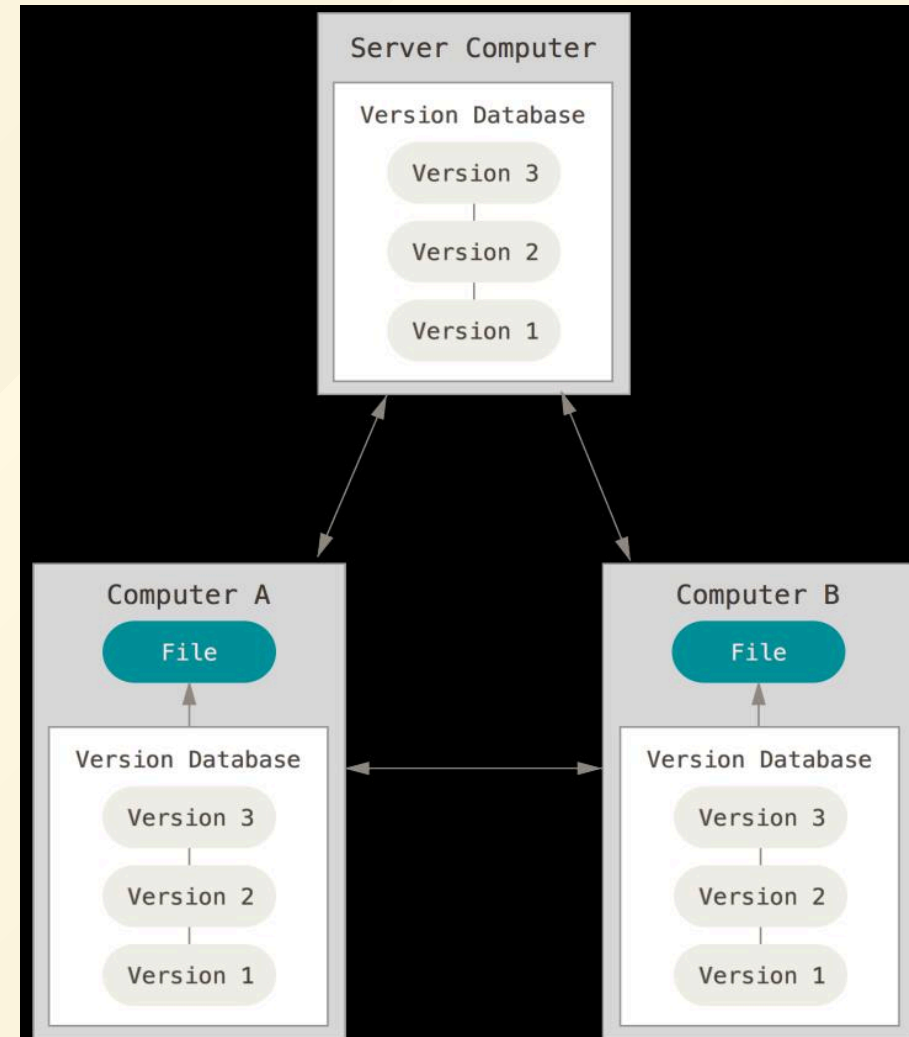 Server Computer
Version Database
Version 3
Version 2
Version 1
Computer A
File
Version Database
Version 3
Version 2
Version 1
Computer B
File
Version Database
Version 3
Version 2
Version 1